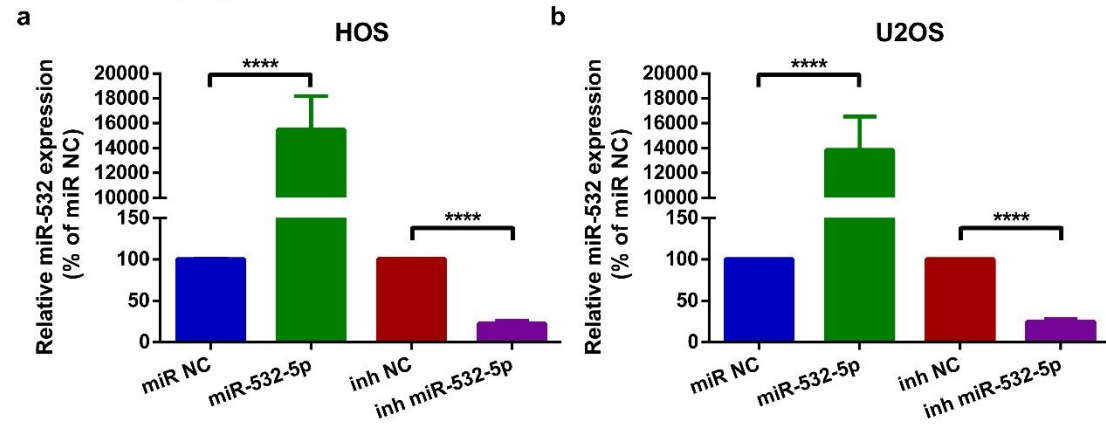 a
HOS
Relative miR-532 expression
(% of miR NC)
20000
18000
16000
14000
12000
10000
150
100
50
0
****
****
miR NC
miR-532-5p
inh NC
inh miR-532-5p
b
U2OS
Relative miR-532 expression
(% of miR NC)
20000
18000
16000
14000
12000
10000
150
100
50
0
****
****
miR NC
miR-532-5p
inh NC
inh miR-532-5p